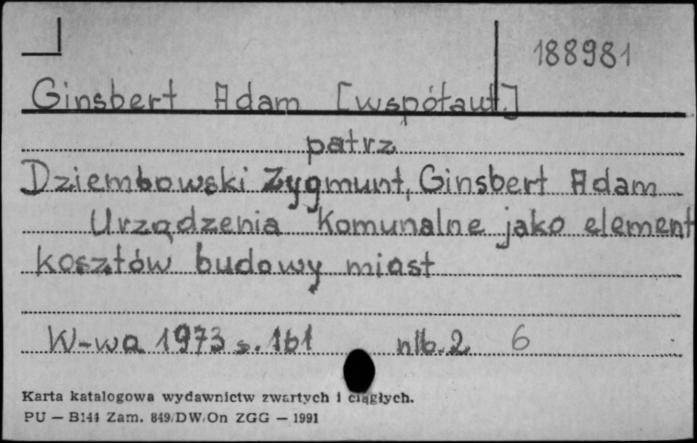 188981
Ginsbert Adam [współaut.]
patrz
Dziembowski Zygmunt, Ginsbert Adam
Urządzenia komunalne jako element
kosztów budowy miast
W-wa 1973 s. 161 nlb. 2 6
Karta katalogowa wydawnictw zwartych i ciągłych.
PU — B144 Zam. 849/DW/On ZGG — 1991